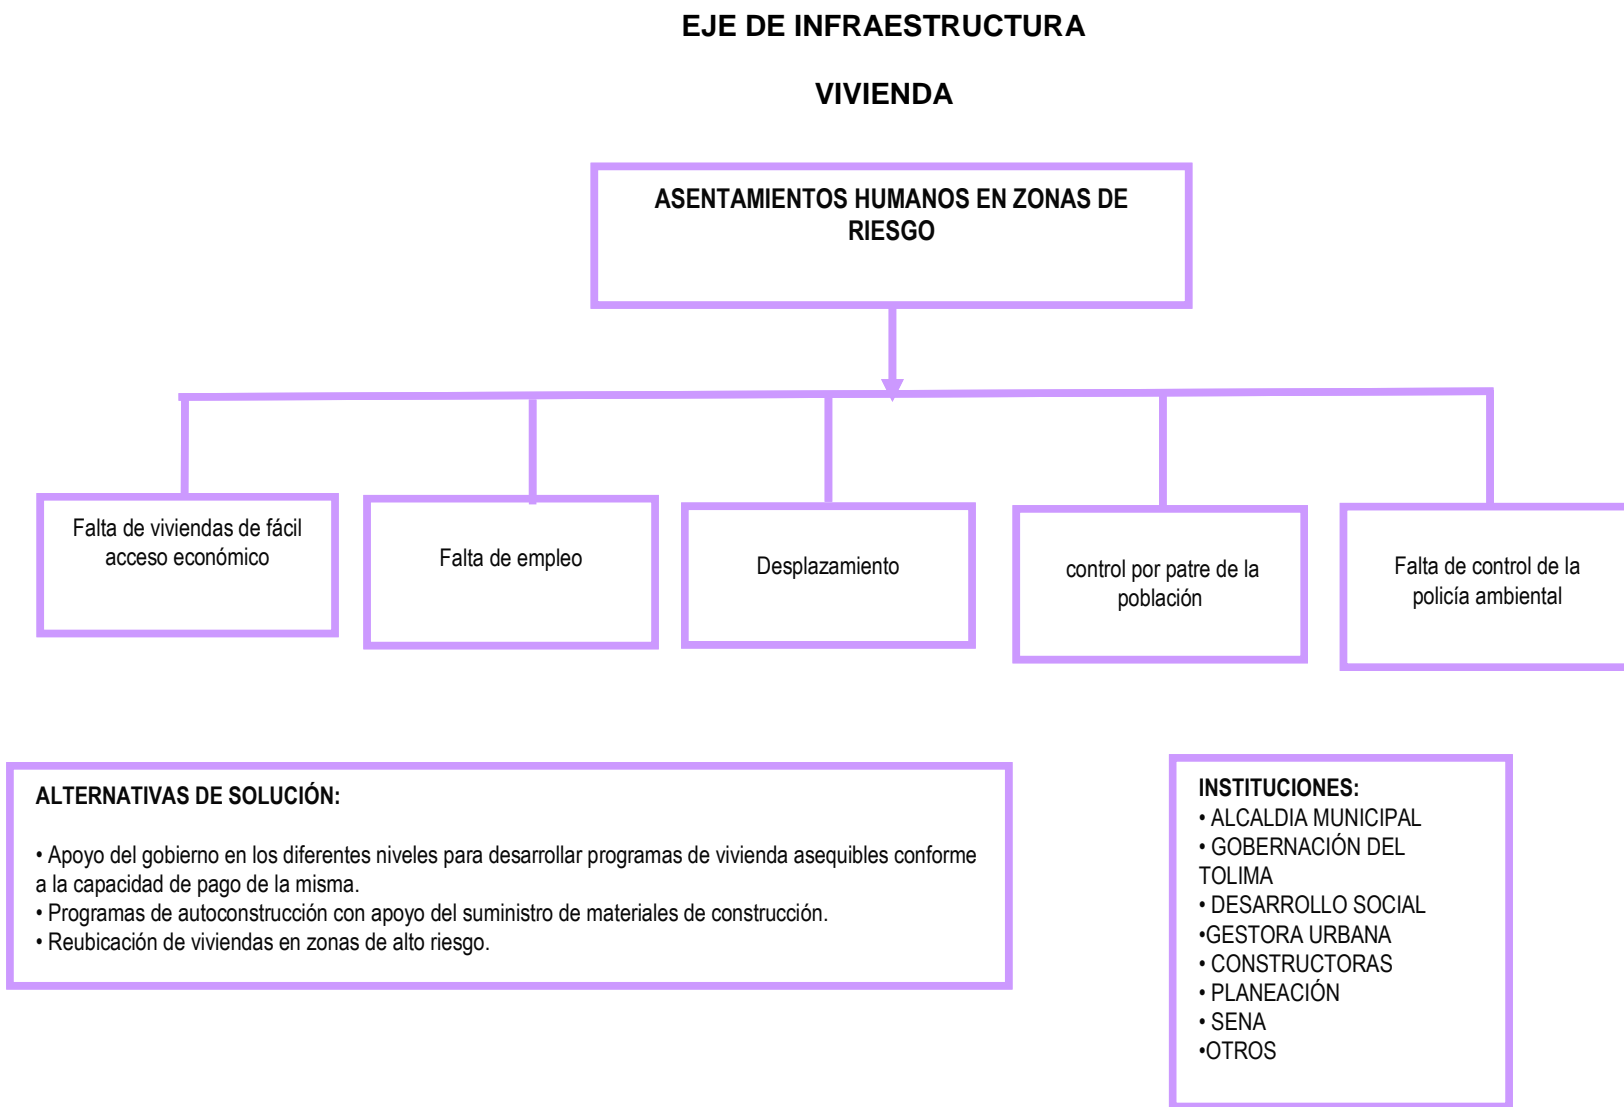 EJE DE INFRAESTRUCTURA
VIVIENDA
ASENTAMIENTOS HUMANOS EN ZONAS DE
RIESGO
Falta de viviendas de fácil
acceso económico
Falta de empleo
Desplazamiento
control por patre de la
población
Falta de control de la
policía ambiental
ALTERNATIVAS DE SOLUCIÓN:
• Apoyo del gobierno en los diferentes niveles para desarrollar programas de vivienda asequibles conforme
a la capacidad de pago de la misma.
• Programas de autoconstrucción con apoyo del suministro de materiales de construcción.
• Reubicación de viviendas en zonas de alto riesgo.
INSTITUCIONES:
• ALCALDIA MUNICIPAL
• GOBERNACIÓN DEL
TOLIMA
• DESARROLLO SOCIAL
•GESTORA URBANA
• CONSTRUCTORAS
• PLANEACIÓN
• SENA
•OTROS